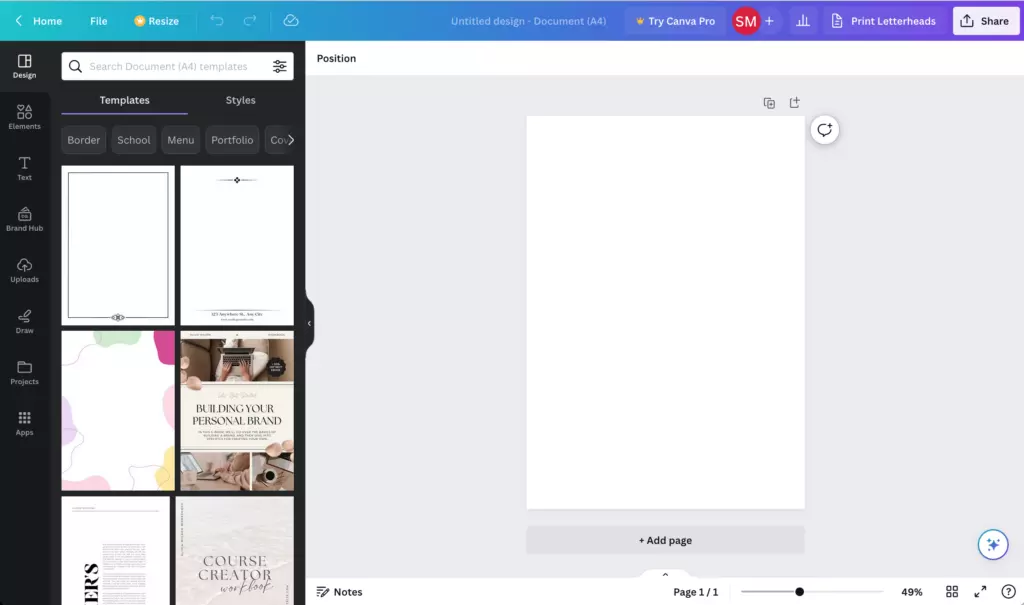 Home
File
Resize
Untitled design - Document (A4)
Try Canva Pro
SM
+
Print Letterheads
Share
Design
Elements
Text
Brand Hub
Uploads
Draw
Projects
Apps
Search Document (A4) templates
Templates
Styles
Border
School
Menu
Portfolio
Cov
123 Anywhere St., Any City
BUILDING YOUR
PERSONAL BRAND
COURSE
CREATOR
workbook
Position
+ Add page
Notes
Page 1 / 1
49%